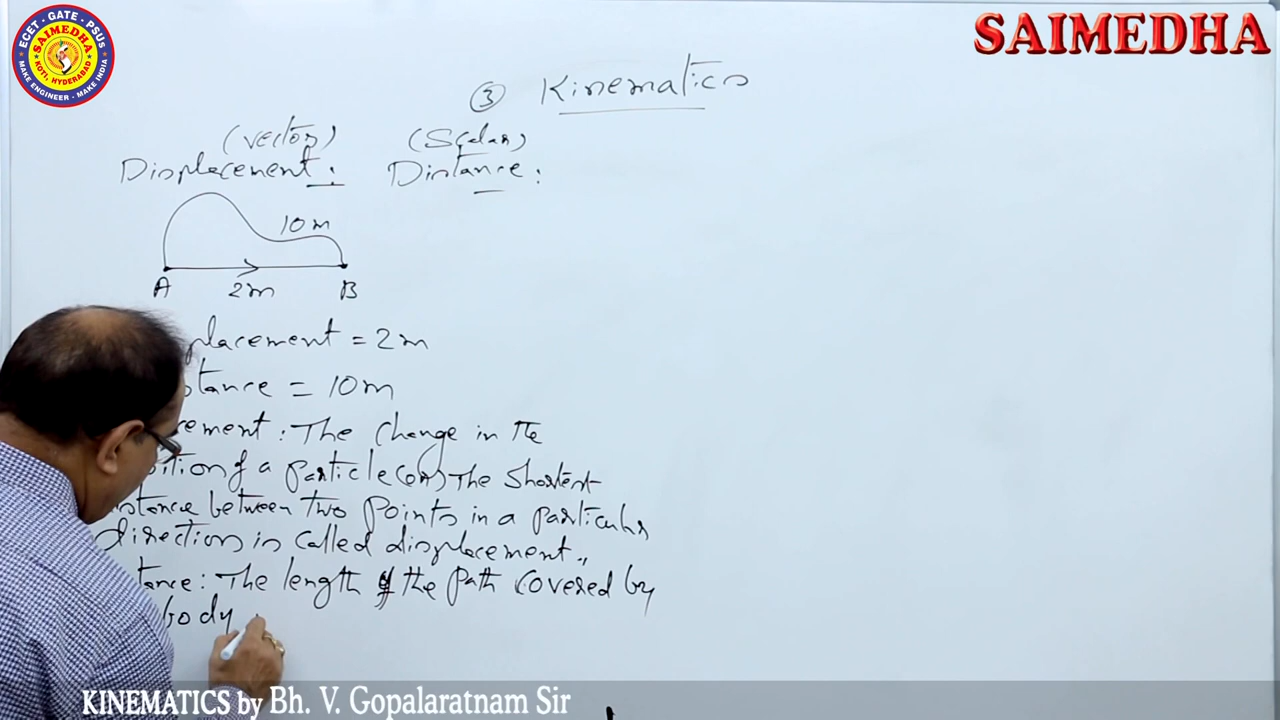 ECET - GATE - PSUS
SAIMEDHA
KOTI, HYDERABAD
MAKE ENGINEER - MAKE INDIA
SAIMEDHA
③ Kinematics
(vector) (Scalar)
Displacement: Distance:
10m
A 2m B
placement = 2m
stance = 10m
cement: The Change in the
ition of a particle (or) The Shortest
istance between two points in a particular
direction is called displacement.,
tance: The length of the path covered by
body
KINEMATICS by Bh. V. Gopalaratnam Sir